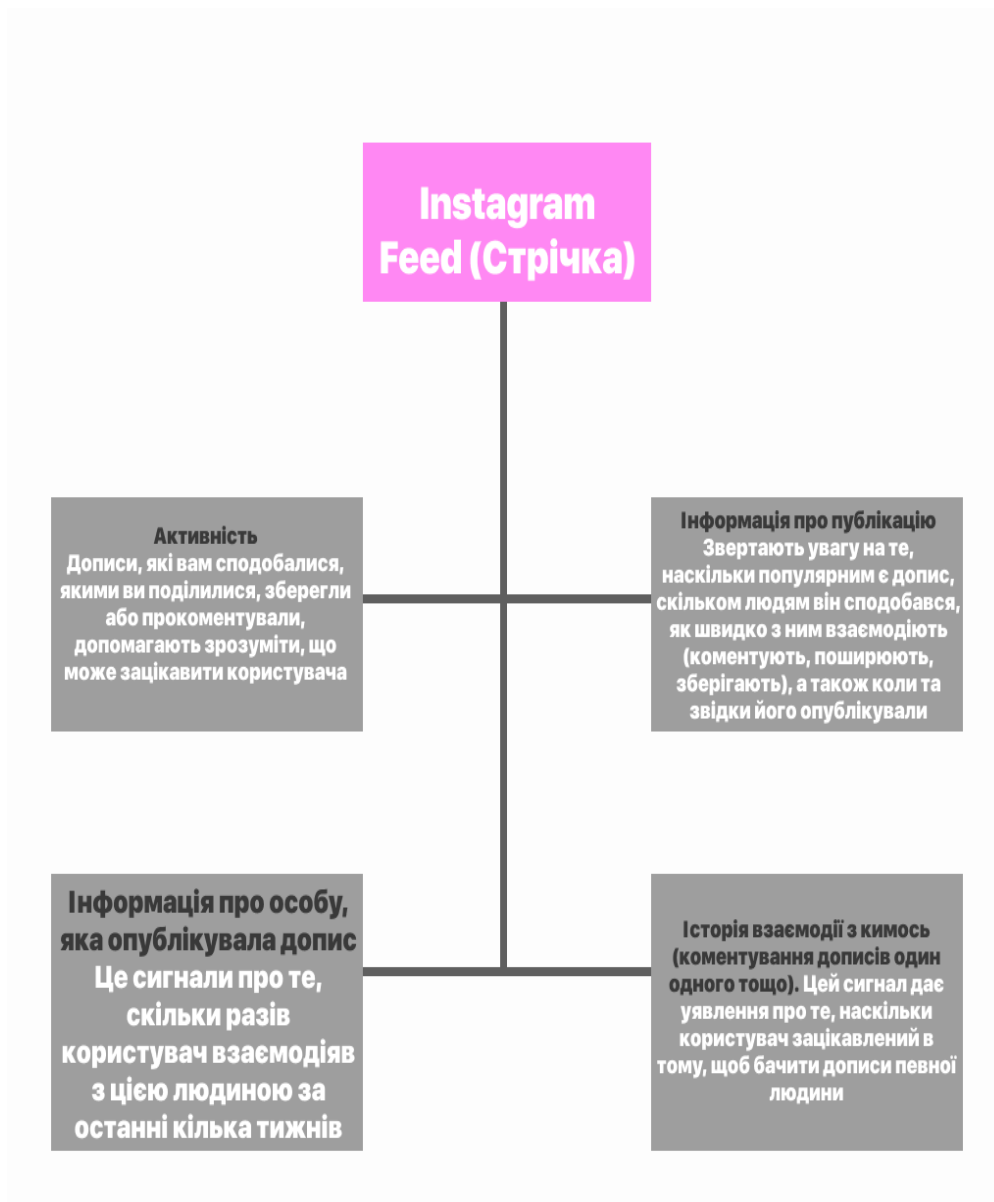 Instagram
Feed (Стрічка)
Активність
Дописи, які вам сподобалися,
якими ви поділилися, зберегли
або прокоментували,
допомагають зрозуміти, що
може зацікавити користувача
Інформація про публікацію
Звертають увагу на те,
наскільки популярним є допис,
скільком людям він сподобався,
як швидко з ним взаємодіють
(коментують, поширюють,
зберігають), а також коли та
звідки його опублікували
Інформація про особу,
яка опублікувала допис
Це сигнали про те,
скільки разів
користувач взаємодіяв
з цією людиною за
останні кілька тижнів
Історія взаємодії з кимось
(коментування дописів один
одного тощо). Цей сигнал дає
уявлення про те, наскільки
користувач зацікавлений в
тому, щоб бачити дописи певної
людини